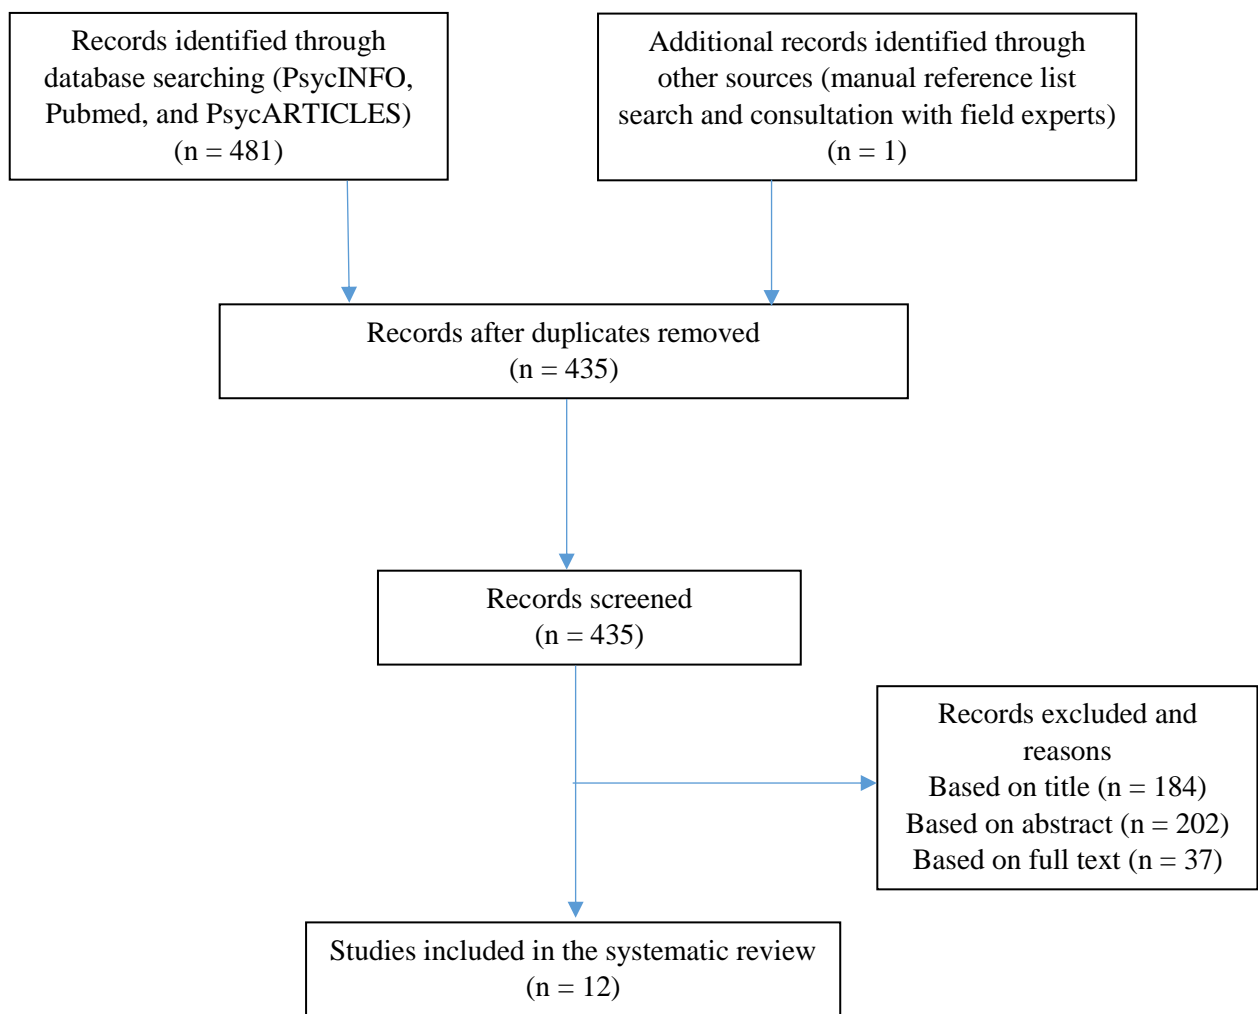 Records identified through
database searching (PsycINFO,
Pubmed, and PsycARTICLES)
(n = 481)
Additional records identified through
other sources (manual reference list
search and consultation with field experts)
(n = 1)
Records after duplicates removed
(n = 435)
Records screened
(n = 435)
Records excluded and
reasons
Based on title (n = 184)
Based on abstract (n = 202)
Based on full text (n = 37)
Studies included in the systematic review
(n = 12)